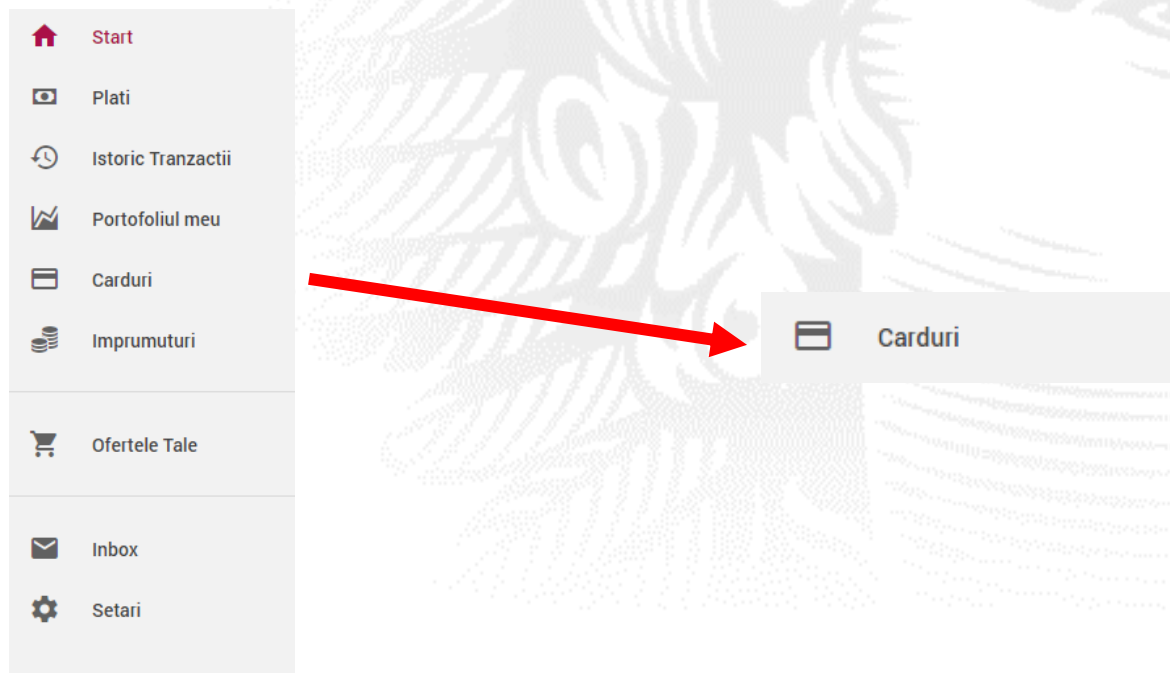 Start
Plati
Istoric Tranzactii
Portofoliul meu
Carduri
Imprumuturi
Ofertele Tale
Inbox
Setari
Carduri